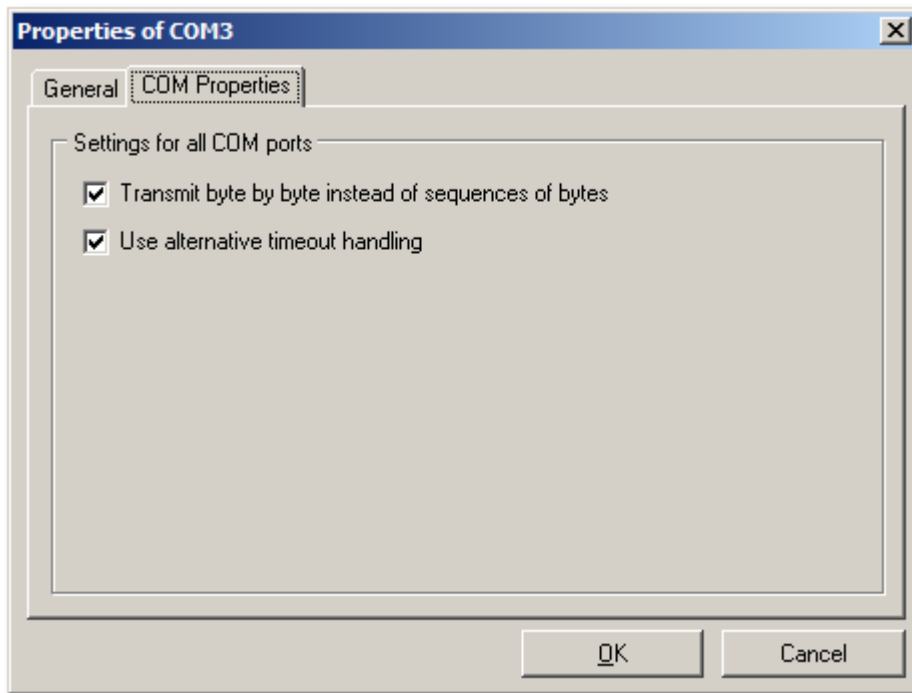 Properties of COM3
General
COM Properties
Settings for all COM ports
Transmit byte by byte instead of sequences of bytes
Use alternative timeout handling
OK
Cancel